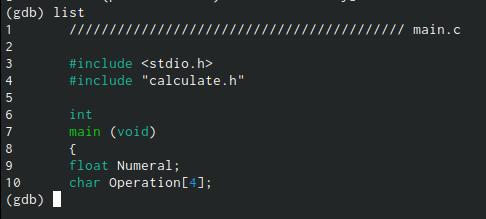 (gdb) list
1 ////////////////////////////////////////// main.c
2
3 #include <stdio.h>
4 #include "calculate.h"
5
6 int
7 main (void)
8 {
9 float Numeral;
10 char Operation[4];
(gdb)